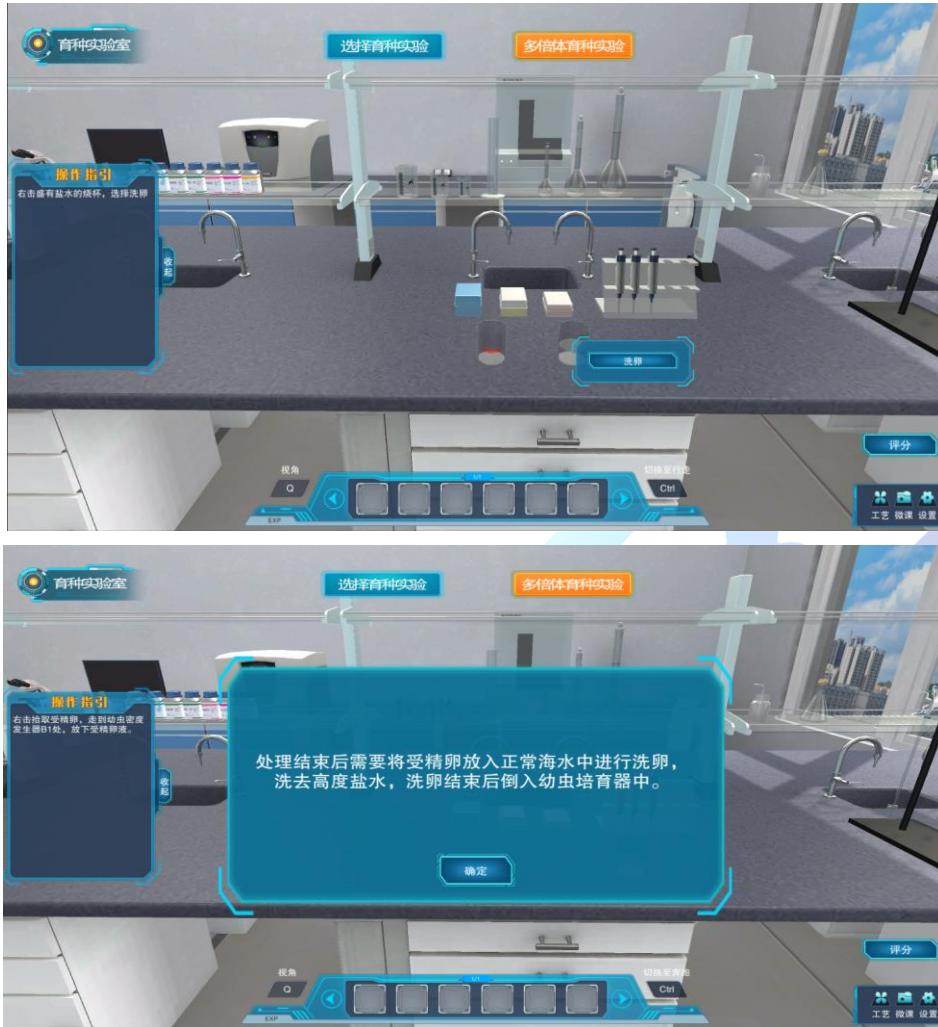 育种实验室
选择育种实验
多倍体育种实验
操作指引
右击盛有盐水的烧杯，选择洗卵
收起
洗卵
评分
视角
Q
1/1
切换至行走
Ctrl
EXP
工艺 微课 设置
育种实验室
选择育种实验
多倍体育种实验
操作指引
右击拾取受精卵，走到幼虫密度
发生器B1处，放下受精卵液。
收起
处理结束后需要将受精卵放入正常海水中进行洗卵，
洗去高度盐水，洗卵结束后倒入幼虫培育器中。
确定
评分
视角
Q
1/1
切换至奔跑
Ctrl
EXP
工艺 微课 设置